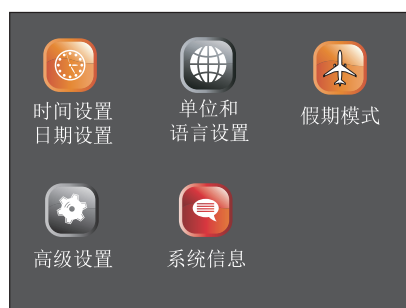 时间设置
日期设置
单位和
语言设置
假期模式
高级设置
系统信息